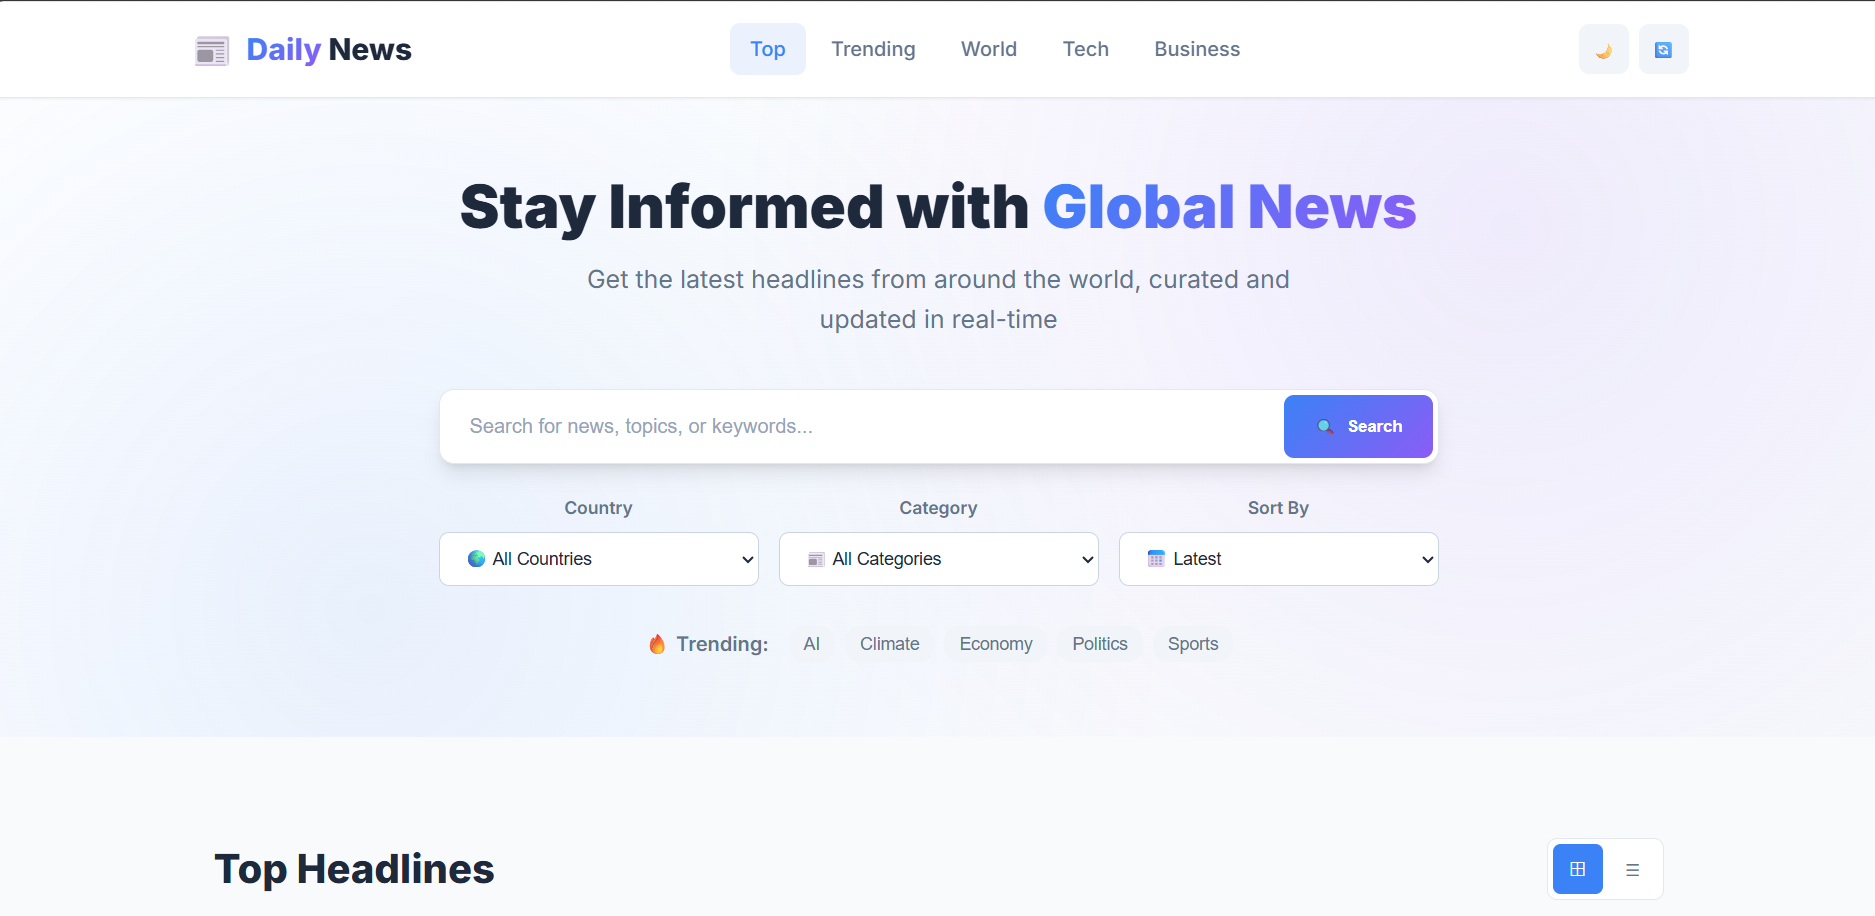 Daily News
Top
Trending
World
Tech
Business
Stay Informed with Global News
Get the latest headlines from around the world, curated and
updated in real-time
Search for news, topics, or keywords...
Search
Country
Category
Sort By
All Countries
All Categories
Latest
Trending:
AI
Climate
Economy
Politics
Sports
Top Headlines